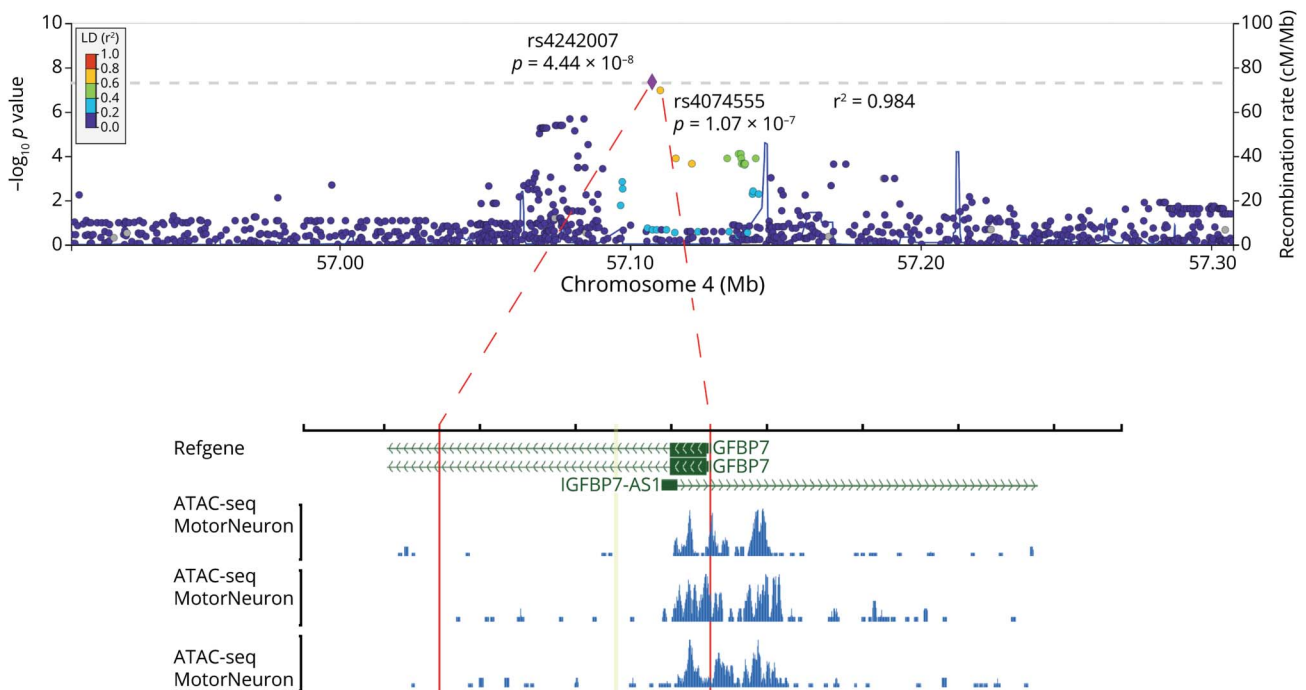 10
8
6
4
2
0
–log₁₀ p value
LD (r²)
1.0
0.8
0.6
0.4
0.2
0.0
rs4242007
p = 4.44 × 10⁻⁸
rs4074555
p = 1.07 × 10⁻⁷
r² = 0.984
100
80
60
40
20
0
Recombination rate (cM/Mb)
57.00
57.10
57.20
57.30
Chromosome 4 (Mb)
Refgene
GFBP7
GFBP7
IGFBP7-AS1
ATAC-seq
MotorNeuron
ATAC-seq
MotorNeuron
ATAC-seq
MotorNeuron